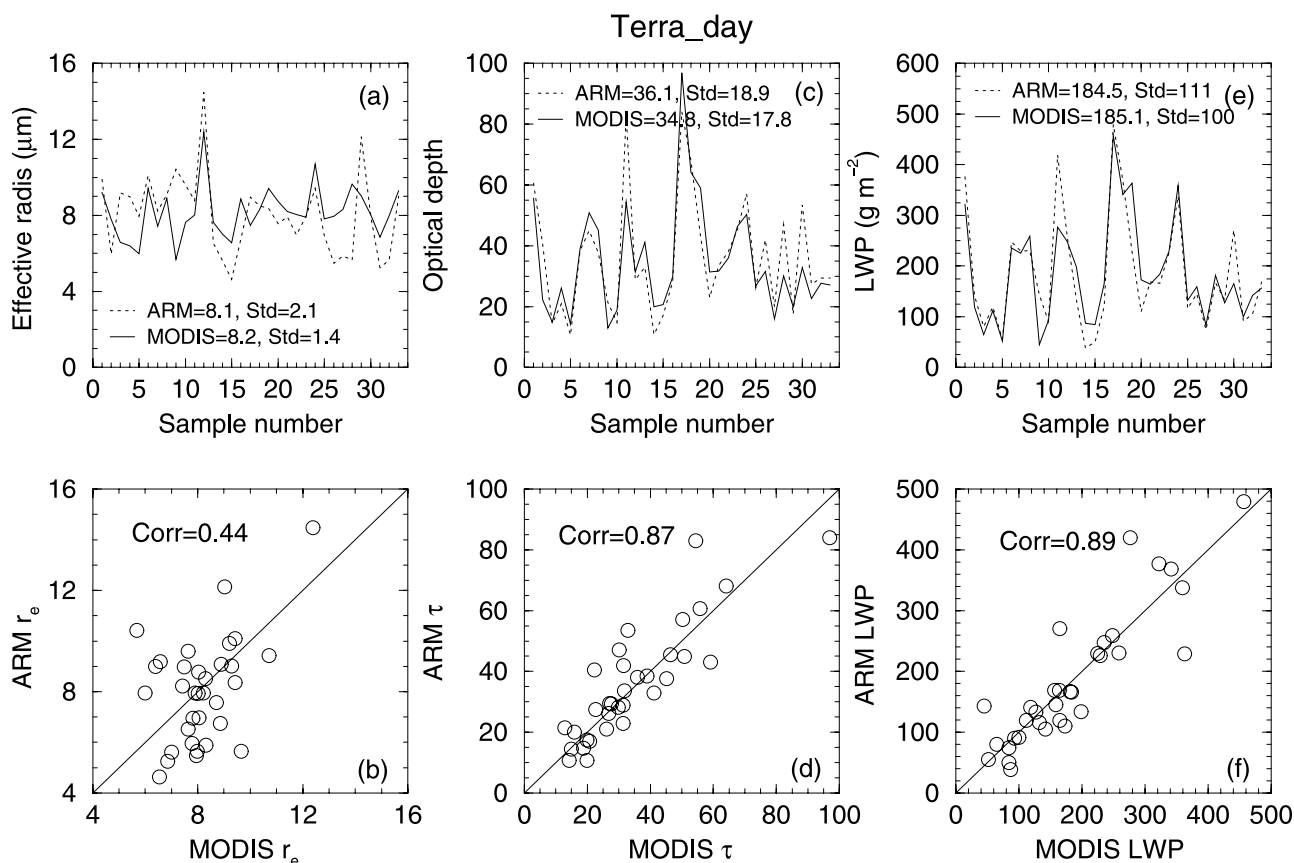 Terra_day
16
12
8
4
0
Effective radis (μm)
(a)
ARM=8.1, Std=2.1
MODIS=8.2, Std=1.4
0 5 10 15 20 25 30
Sample number
100
80
60
40
20
0
Optical depth
(c)
ARM=36.1, Std=18.9
MODIS=34.8, Std=17.8
0 5 10 15 20 25 30
Sample number
600
500
400
300
200
100
0
LWP (g m⁻²)
(e)
ARM=184.5, Std=111
MODIS=185.1, Std=100
0 5 10 15 20 25 30
Sample number
16
12
8
4
ARM rₑ
Corr=0.44
(b)
4 8 12 16
MODIS rₑ
100
80
60
40
20
0
ARM τ
Corr=0.87
(d)
0 20 40 60 80 100
MODIS τ
500
400
300
200
100
0
ARM LWP
Corr=0.89
(f)
0 100 200 300 400 500
MODIS LWP